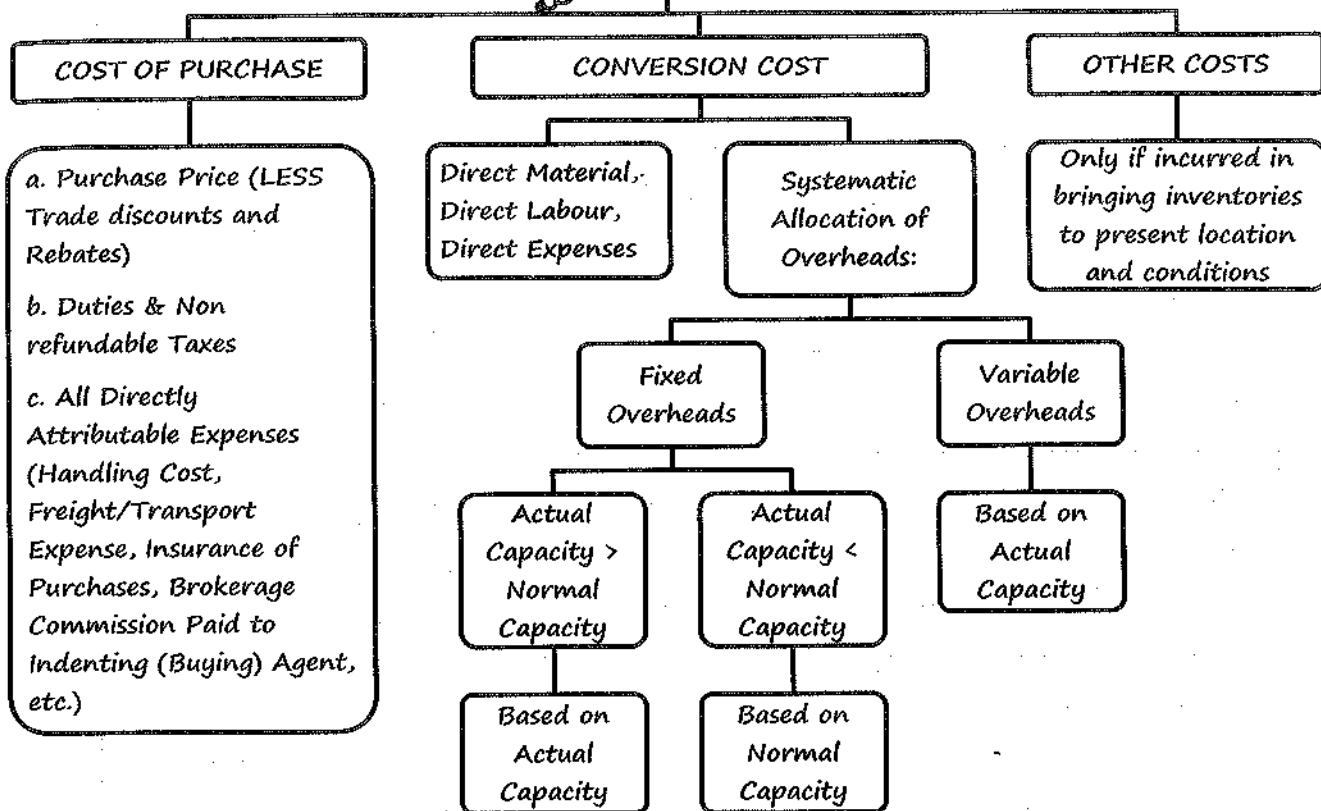 COST OF PURCHASE
a. Purchase Price (LESS
Trade discounts and
Rebates)
b. Duties & Non
refundable Taxes
c. All Directly
Attributable Expenses
(Handling Cost,
Freight/Transport
Expense, Insurance of
Purchases, Brokerage
Commission Paid to
Indenting (Buying) Agent,
etc.)
CONVERSION COST
Direct Material,
Direct Labour,
Direct Expenses
Systematic
Allocation of
Overheads:
Fixed
Overheads
Actual
Capacity >
Normal
Capacity
Based on
Actual
Capacity
Actual
Capacity <
Normal
Capacity
Based on
Normal
Capacity
Variable
Overheads
Based on
Actual
Capacity
OTHER COSTS
Only if incurred in
bringing inventories
to present location
and conditions